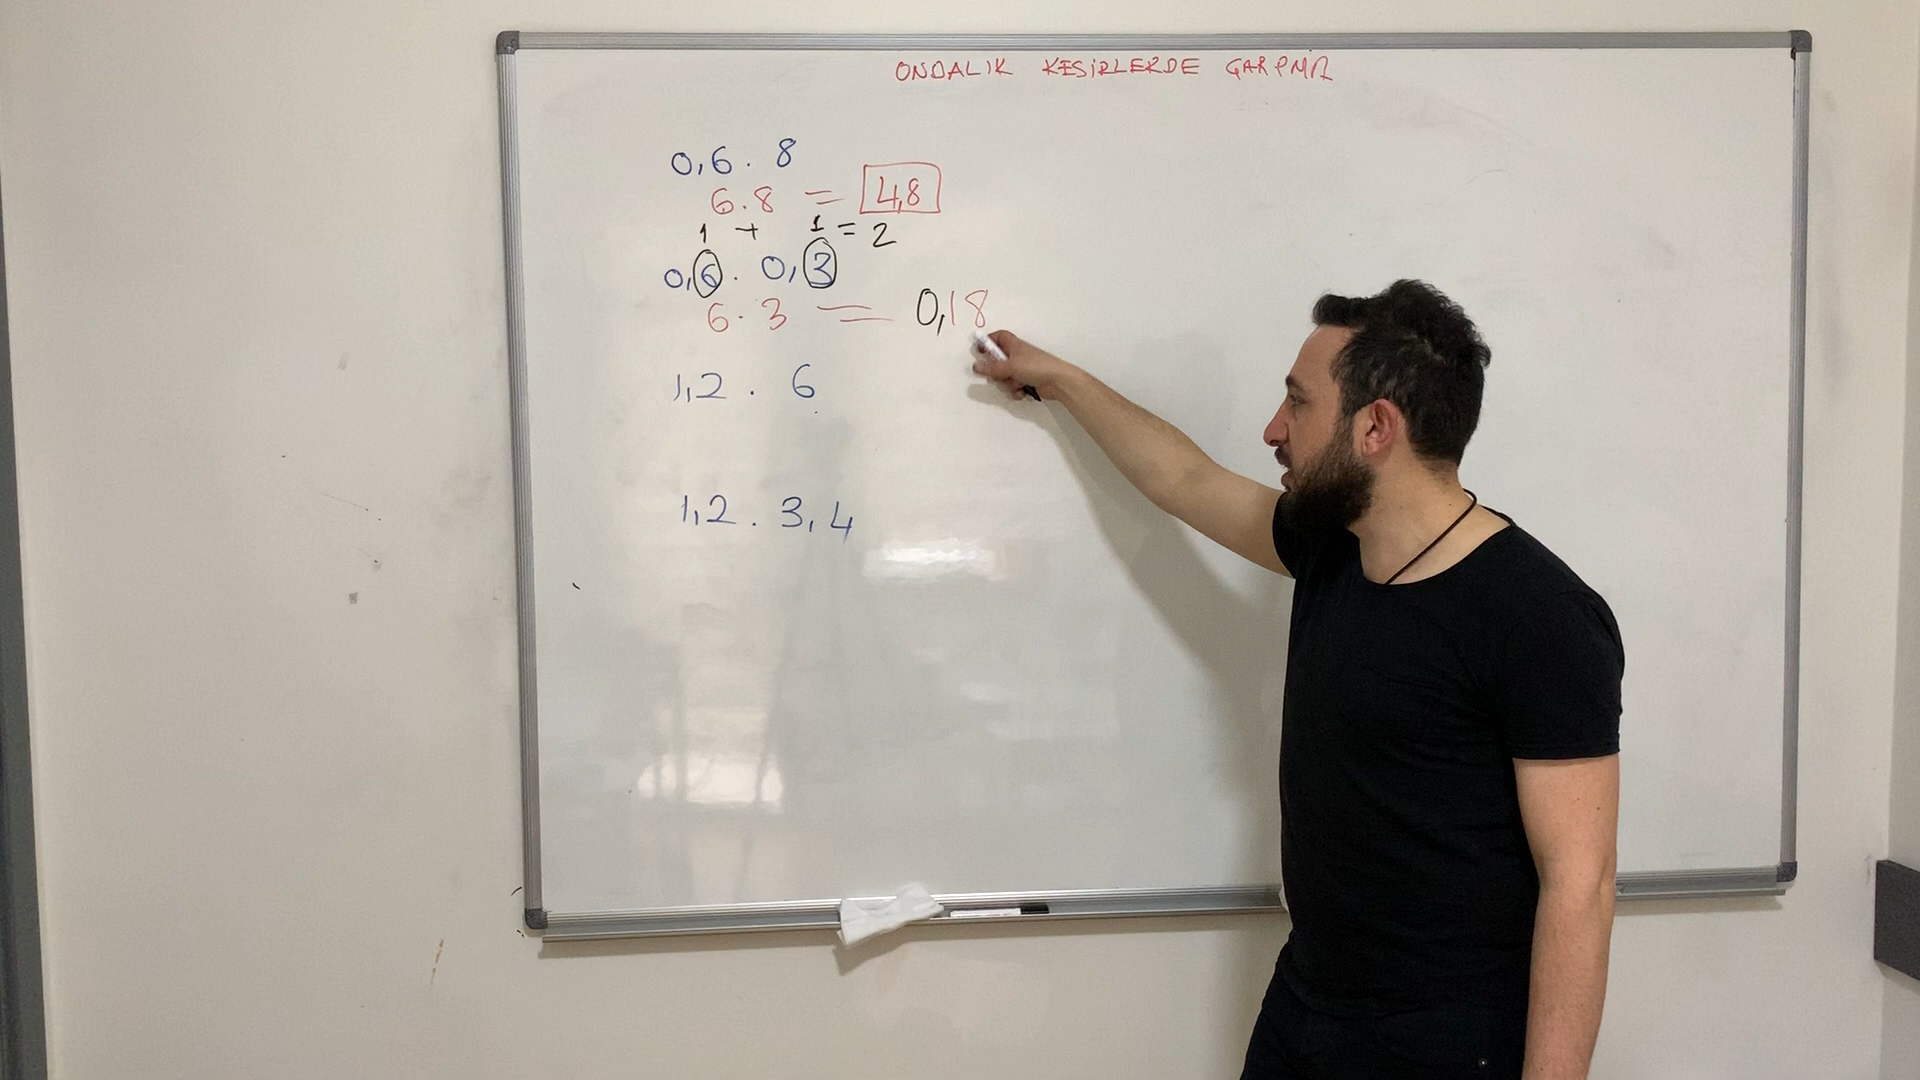 ONDALIK KESİRLERDE ÇARPMA
0,6 . 8
6.8 = 4,8
1 + 1 = 2
0,6 . 0,3
6.3 = 0,18
1,2 . 6
1,2 . 3,4